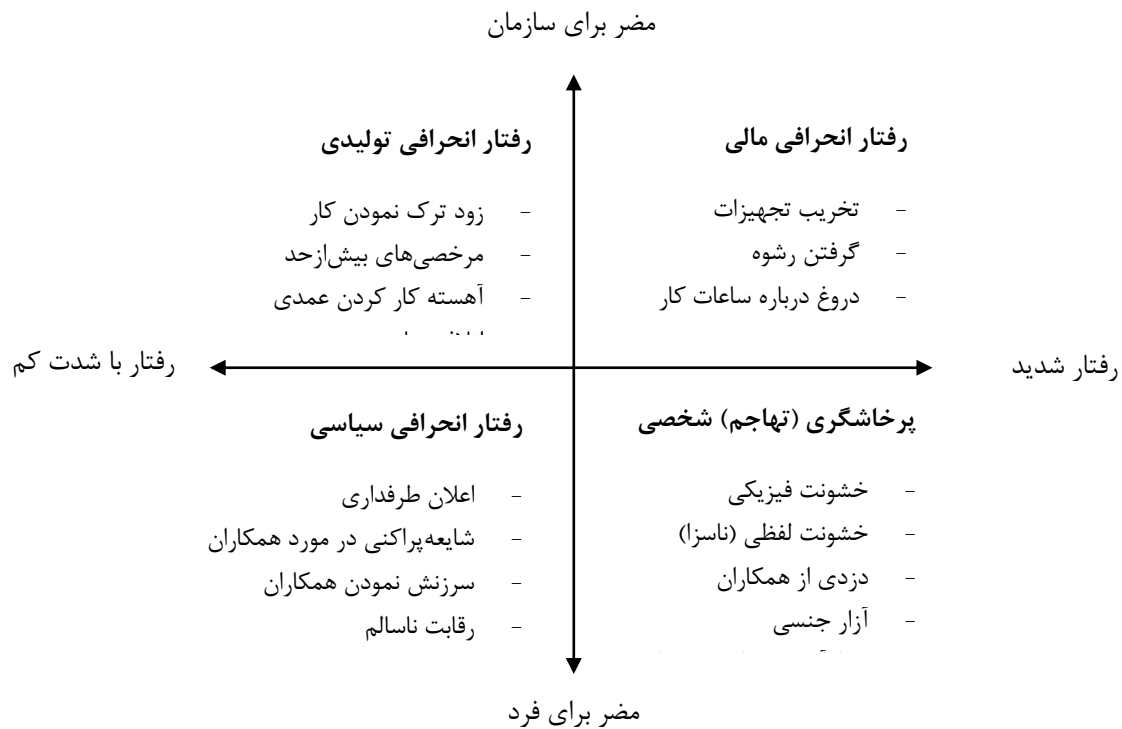 مضر برای سازمان
رفتار انحرافی مالی
- تخریب تجهیزات
- گرفتن رشوه
- دروغ درباره ساعات کار
رفتار انحرافی تولیدی
- زود ترک نمودن کار
- مرخصی‌های بیش‌ازحد
- آهسته کار کردن عمدی
رفتار شدید
رفتار با شدت کم
پرخاشگری (تهاجم) شخصی
- خشونت فیزیکی
- خشونت لفظی (ناسزا)
- دزدی از همکاران
- آزار جنسی
رفتار انحرافی سیاسی
- اعلان طرفداری
- شایعه‌پراکنی در مورد همکاران
- سرزنش نمودن همکاران
- رقابت ناسالم
مضر برای فرد